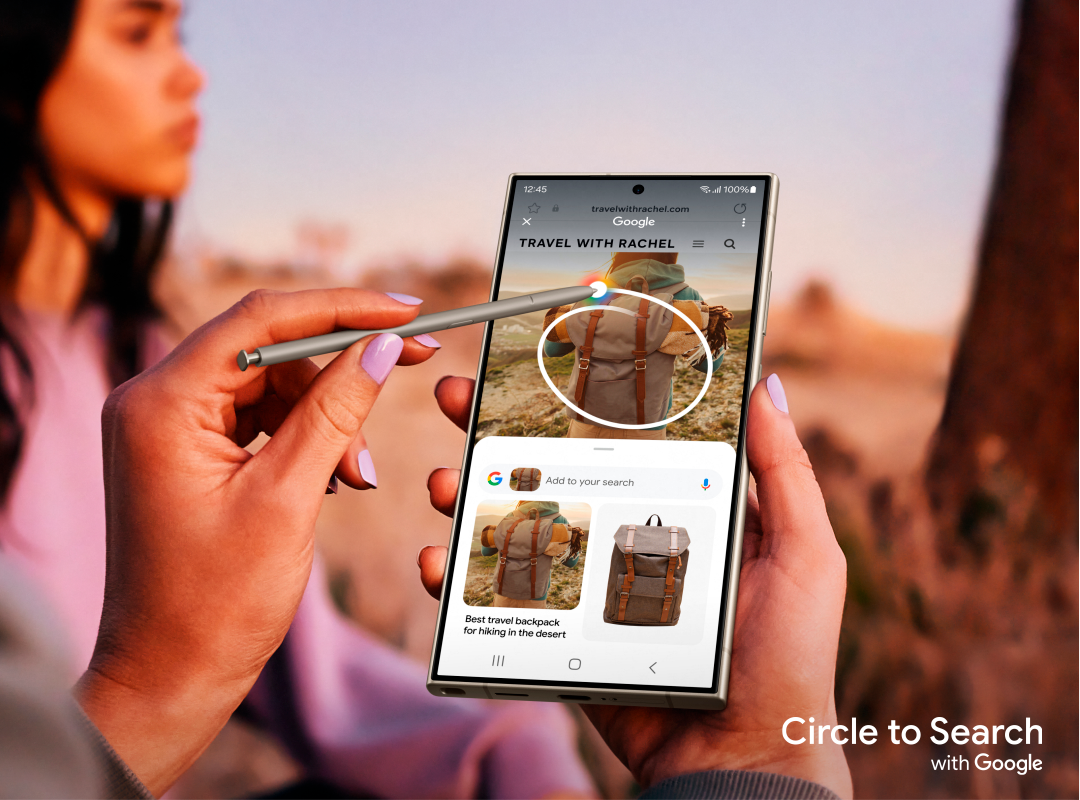 12:45
100%
travelwithrachel.com
Google
TRAVEL WITH RACHEL
Add to your search
Best travel backpack
for hiking in the desert
Circle to Search
with Google